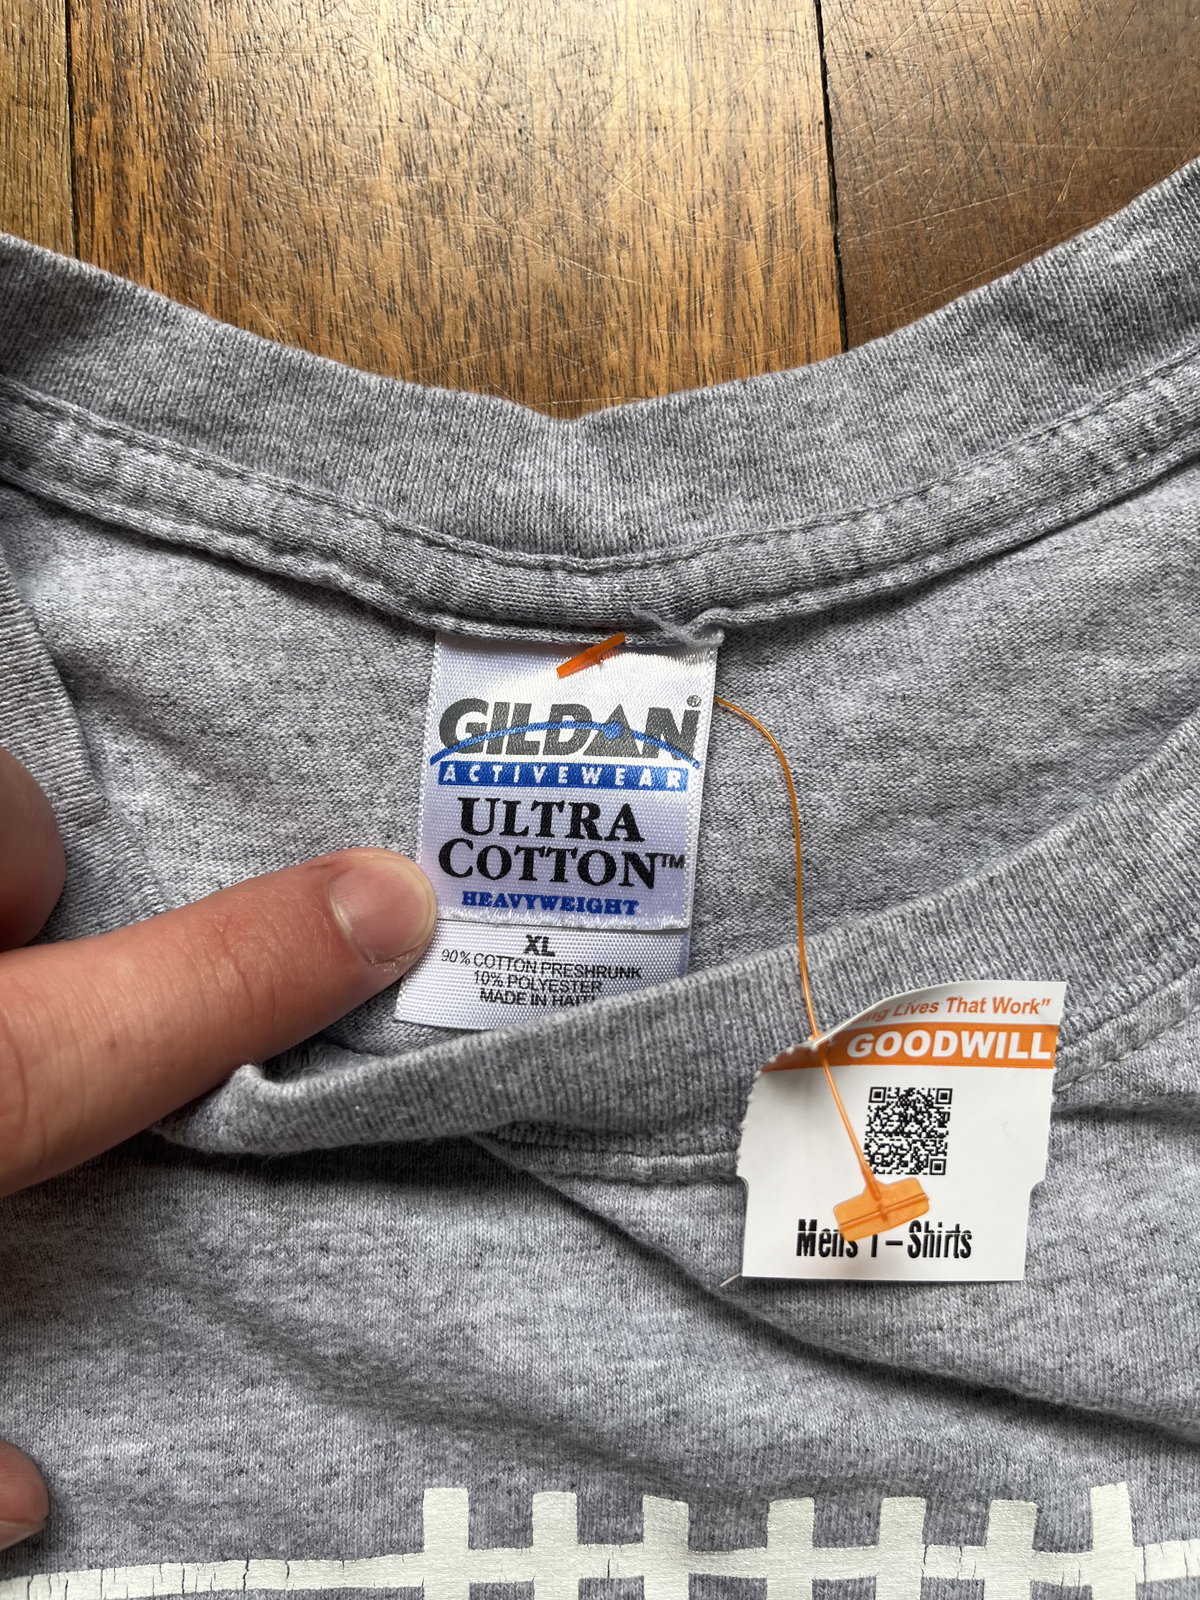 GILDAN®
ACTIVEWEAR
ULTRA
COTTON™
HEAVYWEIGHT
XL
90% COTTON PRESHRUNK
10% POLYESTER
MADE IN
Lives That Work"
GOODWILL
Mens T-Shirts